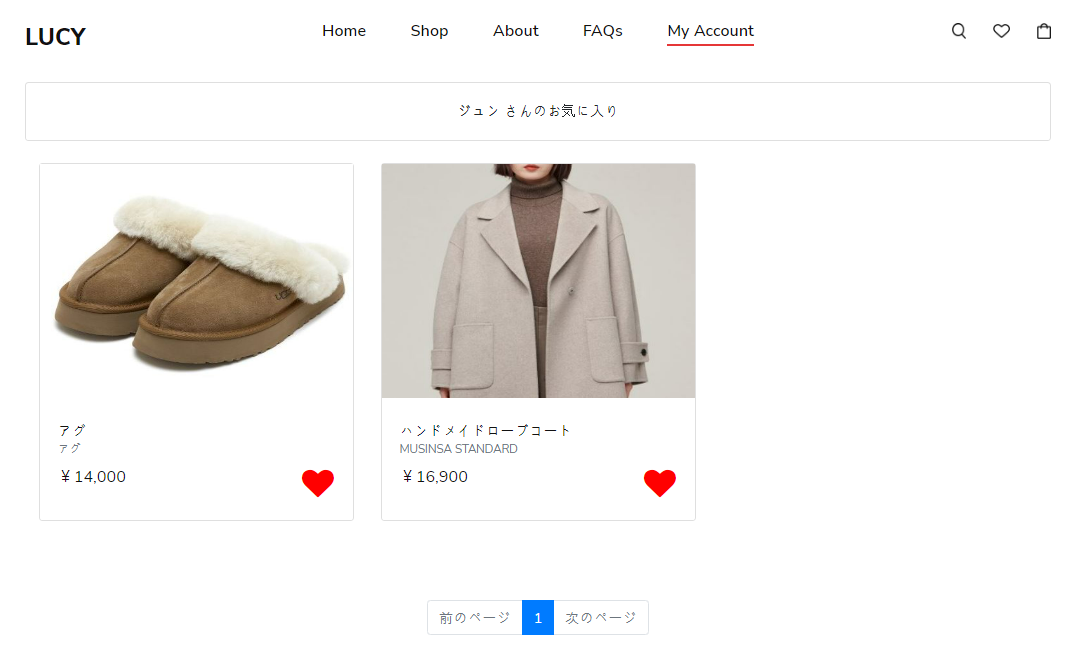 LUCY
Home Shop About FAQs My Account
ジュン さんのお気に入り
UGG
アグ
アグ
￥14,000
ハンドメイドローブコート
MUSINSA STANDARD
￥16,900
前のページ 1 次のページ